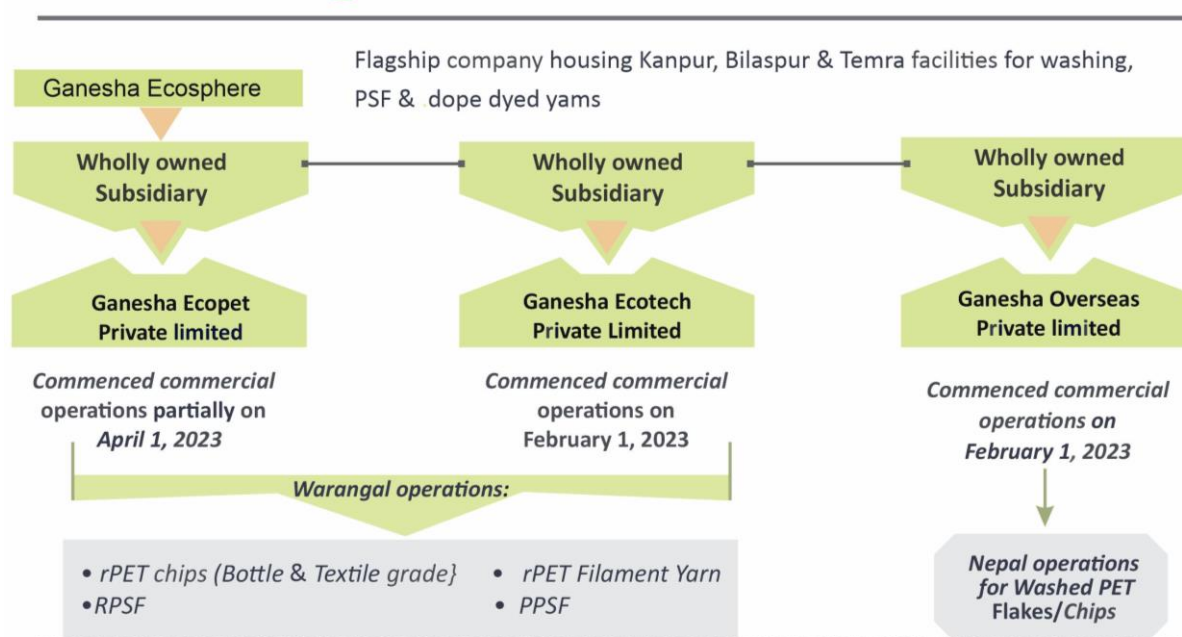 Flagship company housing Kanpur, Bilaspur & Temra facilities for washing,
PSF & .dope dyed yams
Ganesha Ecosphere
Wholly owned
Subsidiary
Wholly owned
Subsidiary
Wholly owned
Subsidiary
Ganesha Ecopet
Private limited
Ganesha Ecotech
Private Limited
Ganesha Overseas
Private limited
Commenced commercial
operations partially on
April 1, 2023
Commenced commercial
operations on
February 1, 2023
Commenced commercial
operations on
February 1, 2023
Warangal operations:
• rPET chips (Bottle & Textile grade}
•RPSF
• rPET Filament Yarn
• PPSF
Nepal operations
for Washed PET
Flakes/Chips